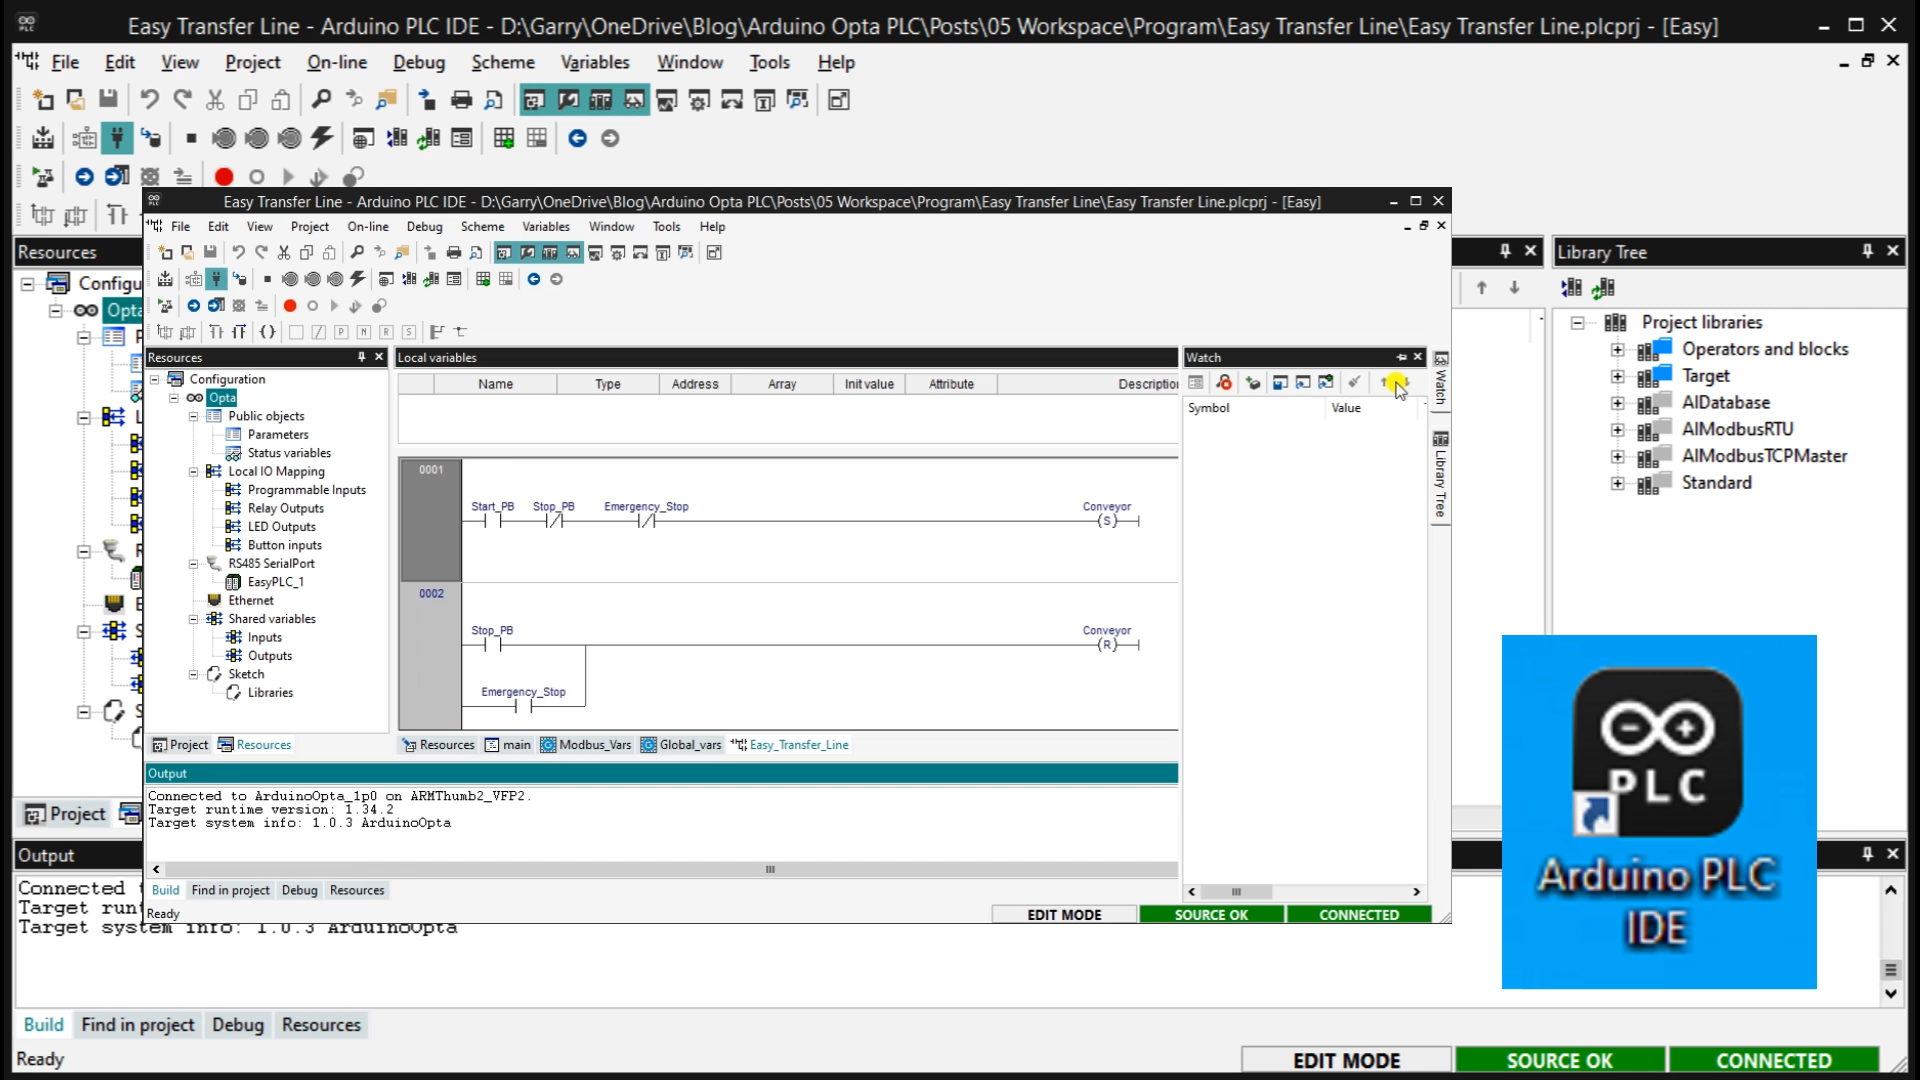 Easy Transfer Line - Arduino PLC IDE - D:\Garry\OneDrive\Blog\Arduino Opta PLC\Posts\05 Workspace\Program\Easy Transfer Line\Easy Transfer Line.plcprj - [Easy]
File Edit View Project On-line Debug Scheme Variables Window Tools Help
Easy Transfer Line - Arduino PLC IDE - D:\Garry\OneDrive\Blog\Arduino Opta PLC\Posts\05 Workspace\Program\Easy Transfer Line\Easy Transfer Line.plcprj - [Easy]
File Edit View Project On-line Debug Scheme Variables Window Tools Help
Resources
Configu
Opta
Resources
Configuration
Opta
Public objects
Parameters
Status variables
Local IO Mapping
Programmable Inputs
Relay Outputs
LED Outputs
Button inputs
RS485 SerialPort
EasyPLC_1
Ethernet
Shared variables
Inputs
Outputs
Sketch
Libraries
Project Resources
Local variables
Name Type Address Array Init value Attribute Descriptio
0001
Start_PB Stop_PB Emergency_Stop Conveyor
S
0002
Stop_PB Conveyor
R
Emergency_Stop
Resources main Modbus_Vars Global_vars Easy_Transfer_Line
Watch
Symbol Value
Watch
Library Tree
Output
Connected to ArduinoOpta_1p0 on ARMThumb2_VFP2.
Target runtime version: 1.34.2
Target system info: 1.0.3 ArduinoOpta
Build Find in project Debug Resources
Ready EDIT MODE SOURCE OK CONNECTED
Library Tree
Project libraries
Operators and blocks
Target
AlDatabase
AlModbusRTU
AlModbusTCPMaster
Standard
PLC
Arduino PLC
IDE
Project
Output
Connected
Target run
Target system info: 1.0.3 ArduinoOpta
Build Find in project Debug Resources
Ready EDIT MODE SOURCE OK CONNECTED